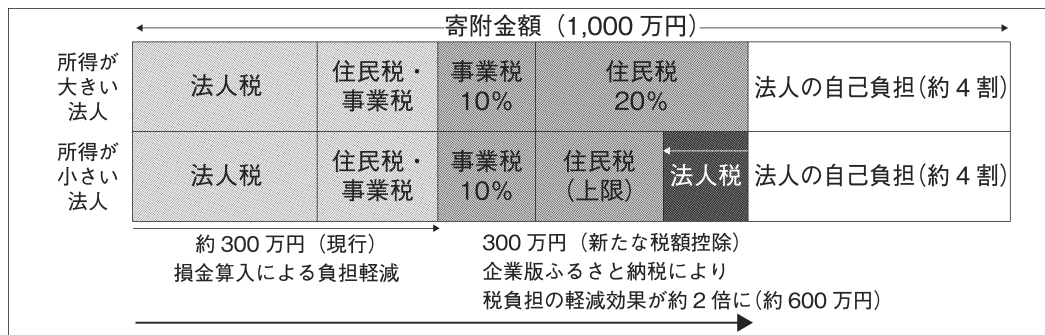 寄附金額（1,000 万円）
所得が
大きい
法人
法人税
住民税・
事業税
事業税
10%
住民税
20%
法人の自己負担（約 4 割）
所得が
小さい
法人
法人税
住民税・
事業税
事業税
10%
住民税
（上限）
法人税
法人の自己負担（約 4 割）
約 300 万円（現行）
損金算入による負担軽減
300 万円（新たな税額控除）
企業版ふるさと納税により
税負担の軽減効果が約 2 倍に（約 600 万円）